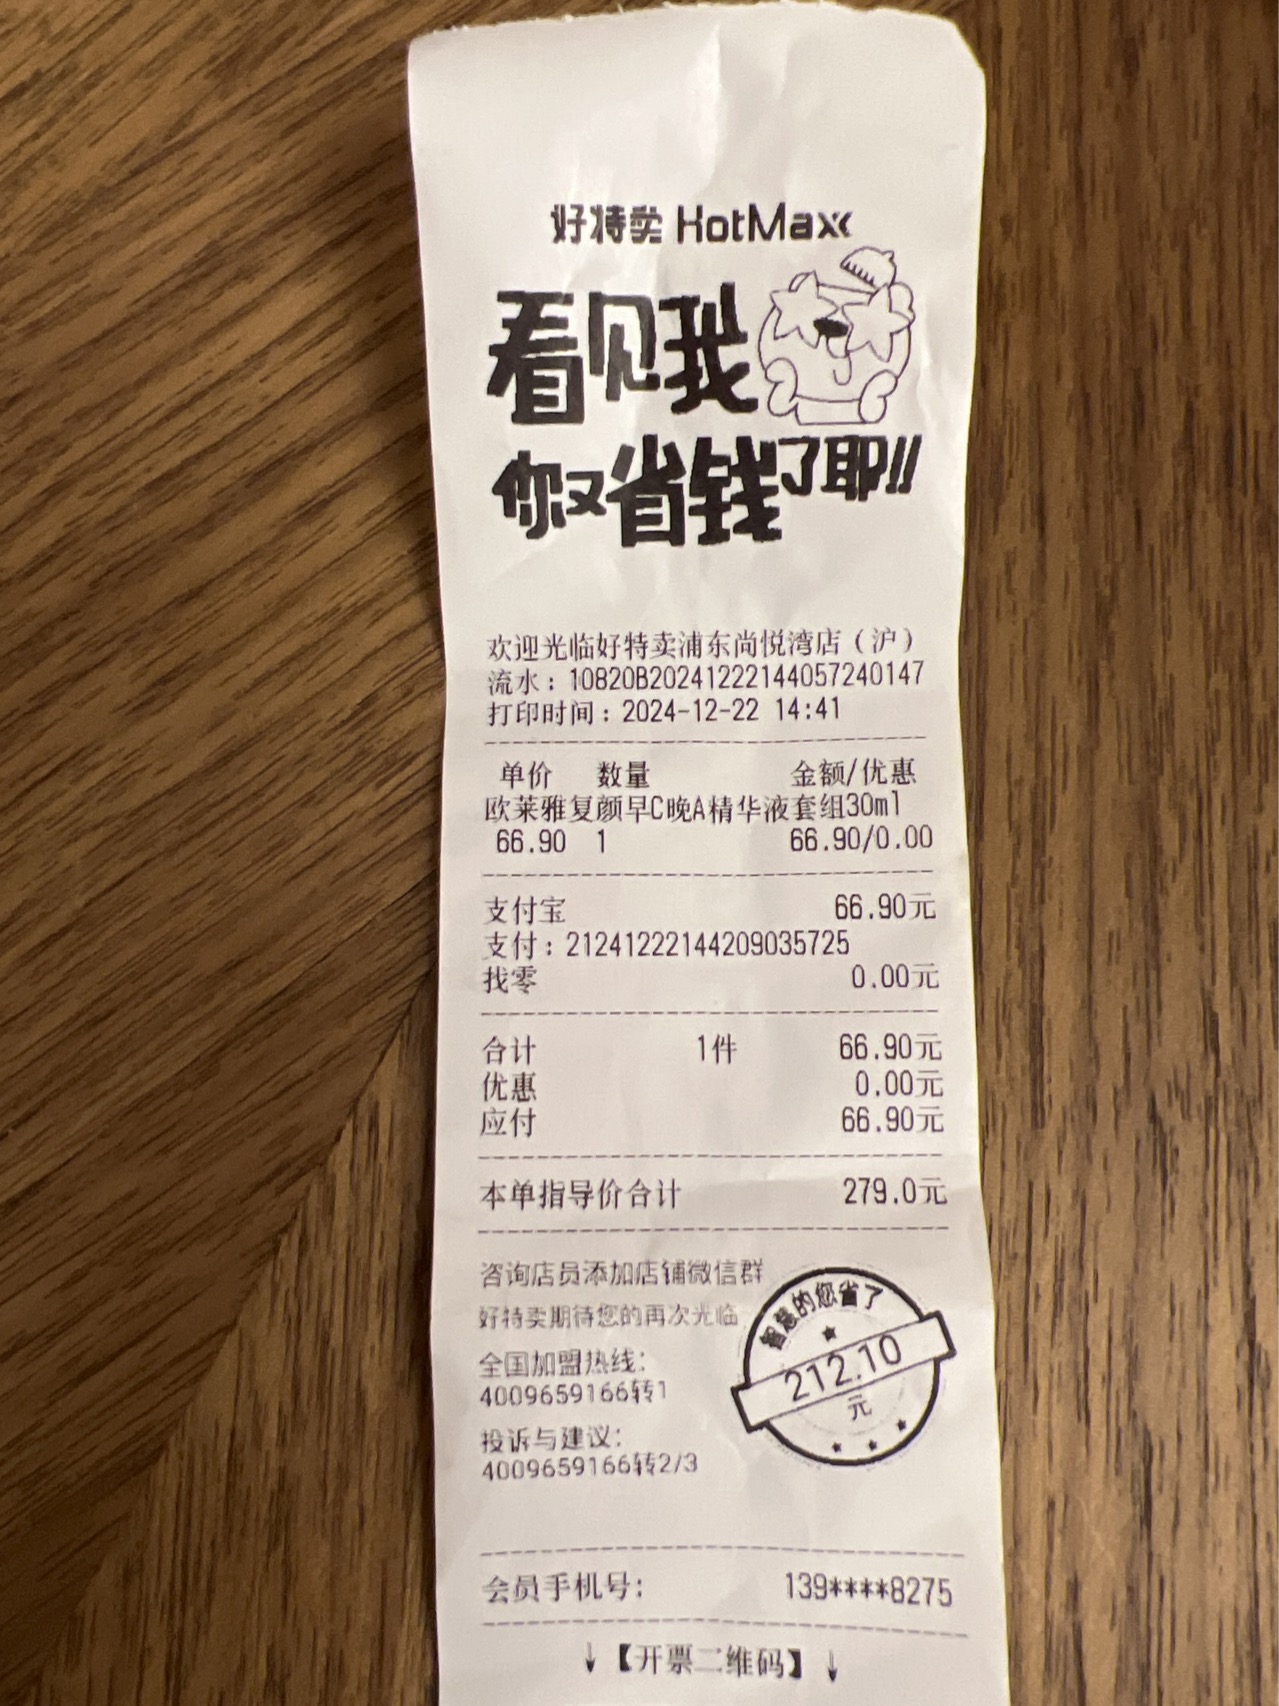 好特卖 HotMaxx
看见我
你又省钱了耶!!
欢迎光临好特卖浦东尚悦湾店（沪）
流水：10820B20241222144057240147
打印时间：2024-12-22 14:41
单价 数量 金额/优惠
欧莱雅复颜早C晚A精华液套组30ml
66.90 1 66.90/0.00
支付宝 66.90元
支付：21241222144209035725
找零 0.00元
合计 1件 66.90元
优惠 0.00元
应付 66.90元
本单指导价合计 279.0元
咨询店员添加店铺微信群
好特卖期待您的再次光临
全国加盟热线：
4009659166转1
投诉与建议：
4009659166转2/3
智慧的您省了
212.10
元
会员手机号： 139****8275
↓【开票二维码】↓